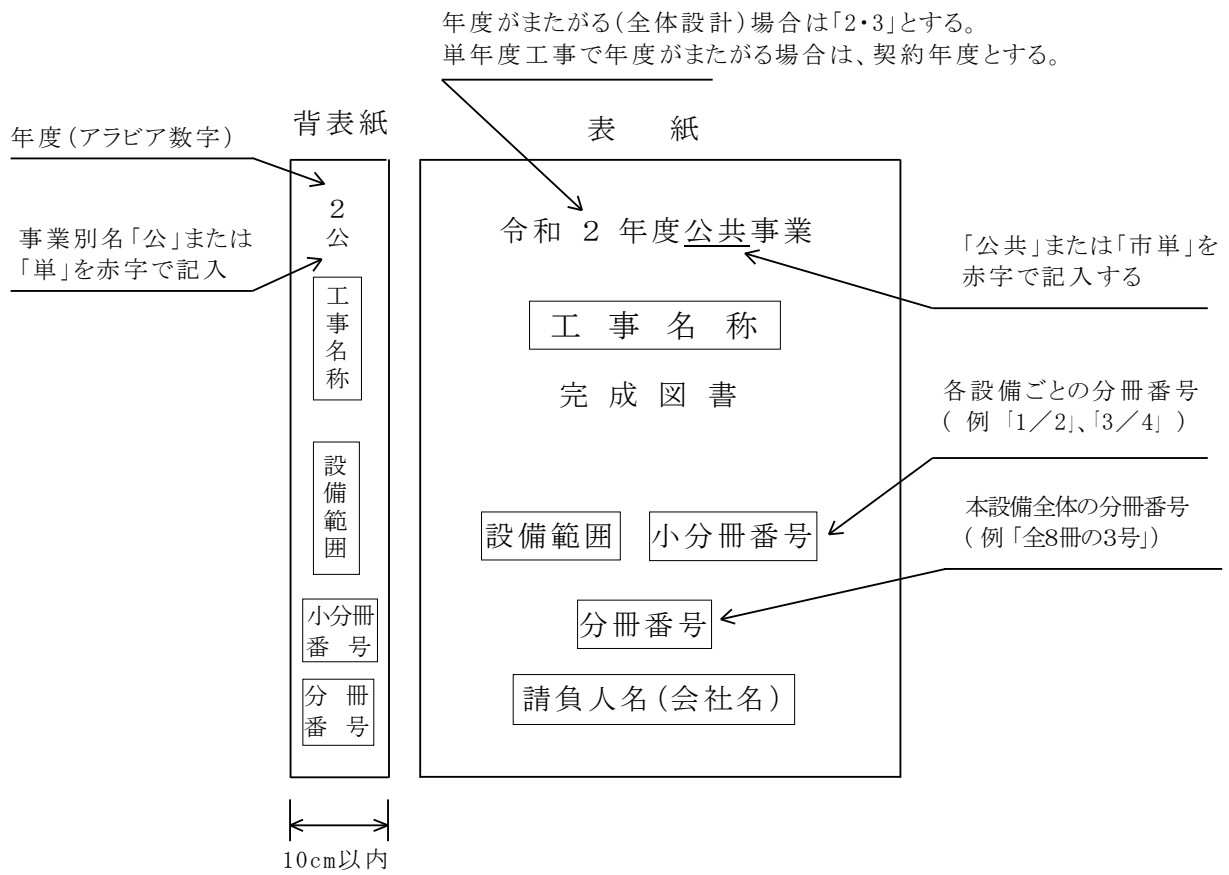 年度がまたがる(全体設計)場合は「2・3」とする。
単年度工事で年度がまたがる場合は、契約年度とする。
背表紙
表　紙
年度(アラビア数字)
2
公
事業別名「公」または
「単」を赤字で記入
工事名称
設備範囲
小分冊
番　号
分　冊
番　号
10cm以内
令和 2 年度公共事業
工 事 名 称
完 成 図 書
設備範囲　小分冊番号
分冊番号
請負人名(会社名)
「公共」または「市単」を
赤字で記入する
各設備ごとの分冊番号
( 例 「1／2」、「3／4」 )
本設備全体の分冊番号
( 例 「全8冊の3号」)